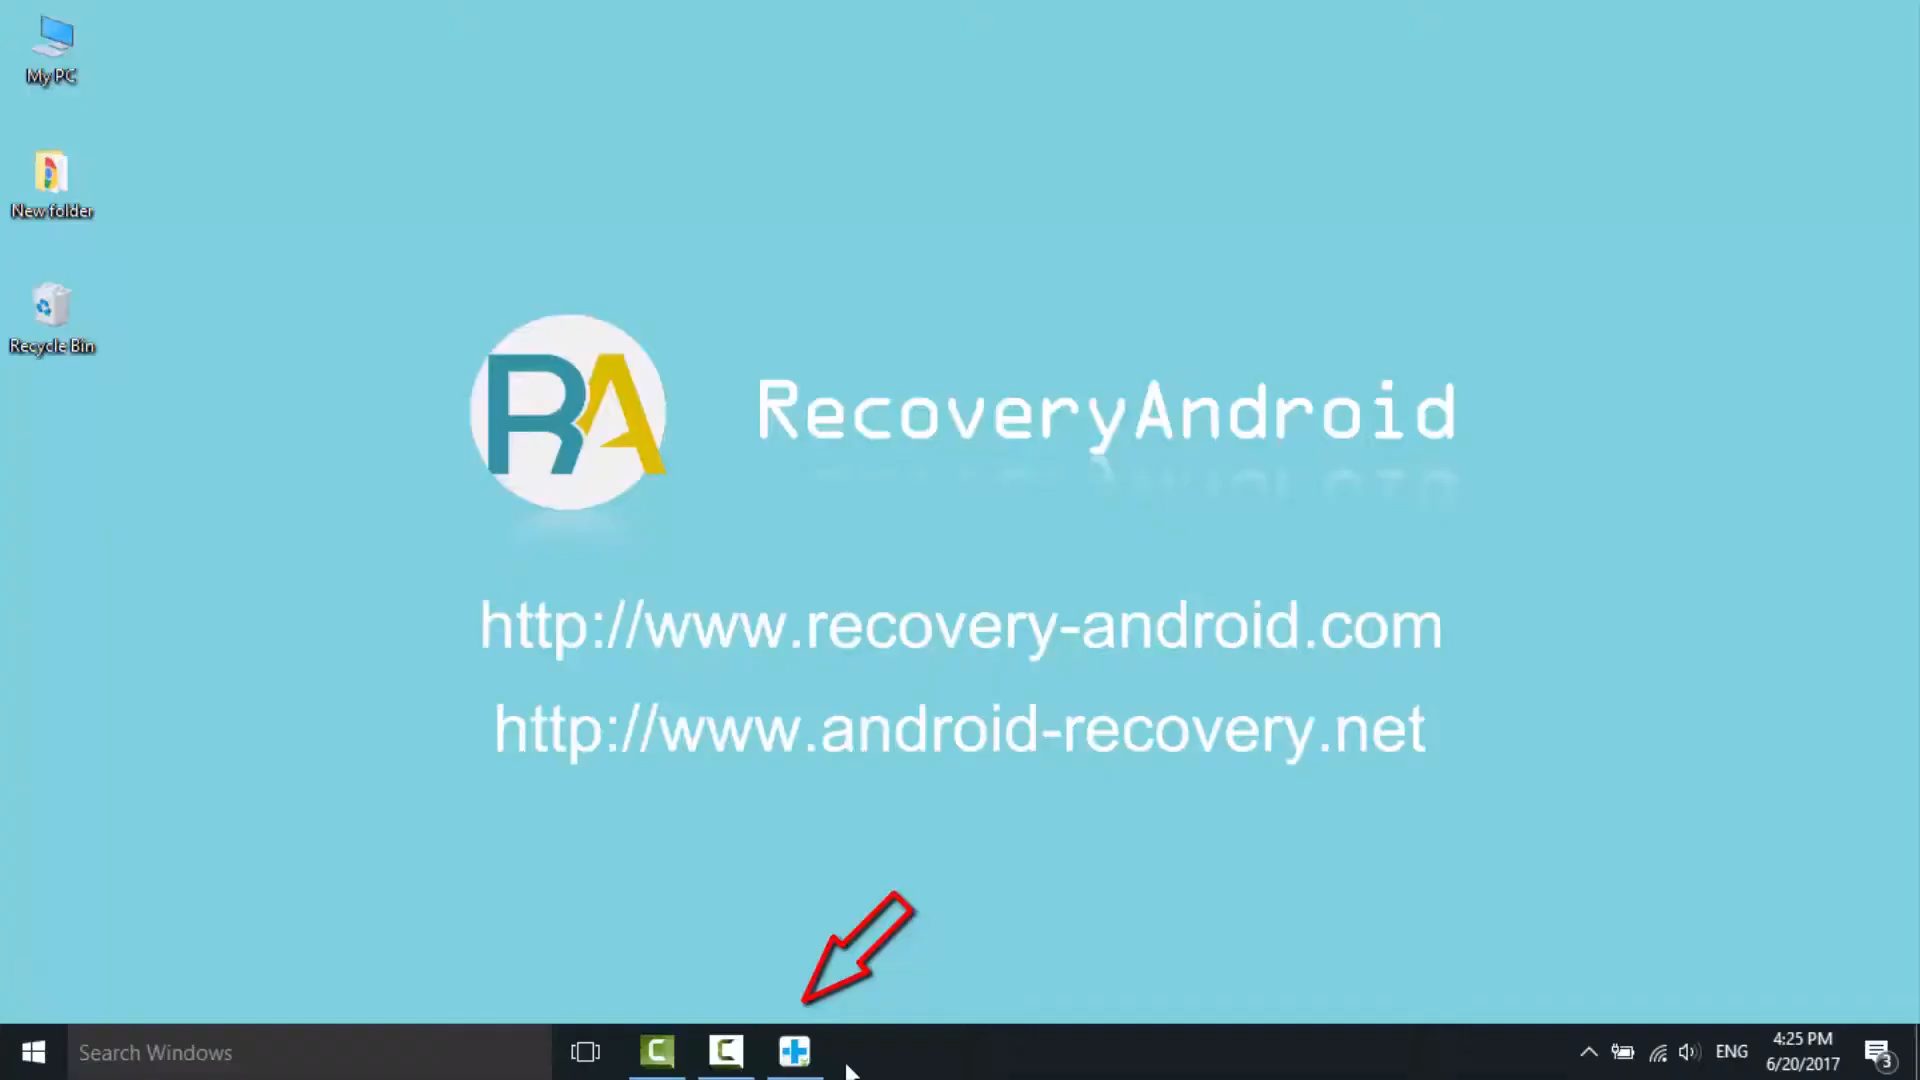 My PC
New folder
Recycle Bin
RA
RecoveryAndroid
http://www.recovery-android.com
http://www.android-recovery.net
Search Windows
C
C
ENG
4:25 PM
6/20/2017
3